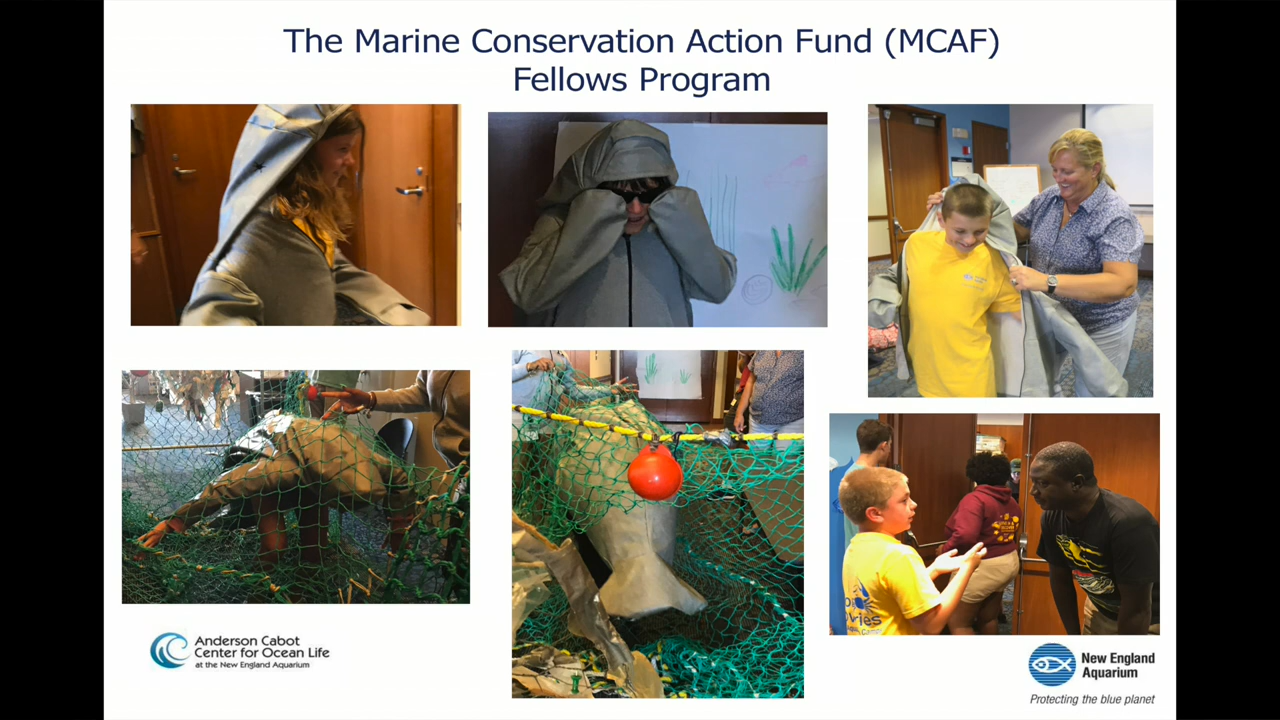 The Marine Conservation Action Fund (MCAF)
Fellows Program
Anderson Cabot
Center for Ocean Life
at the New England Aquarium
New England
Aquarium
Protecting the blue planet